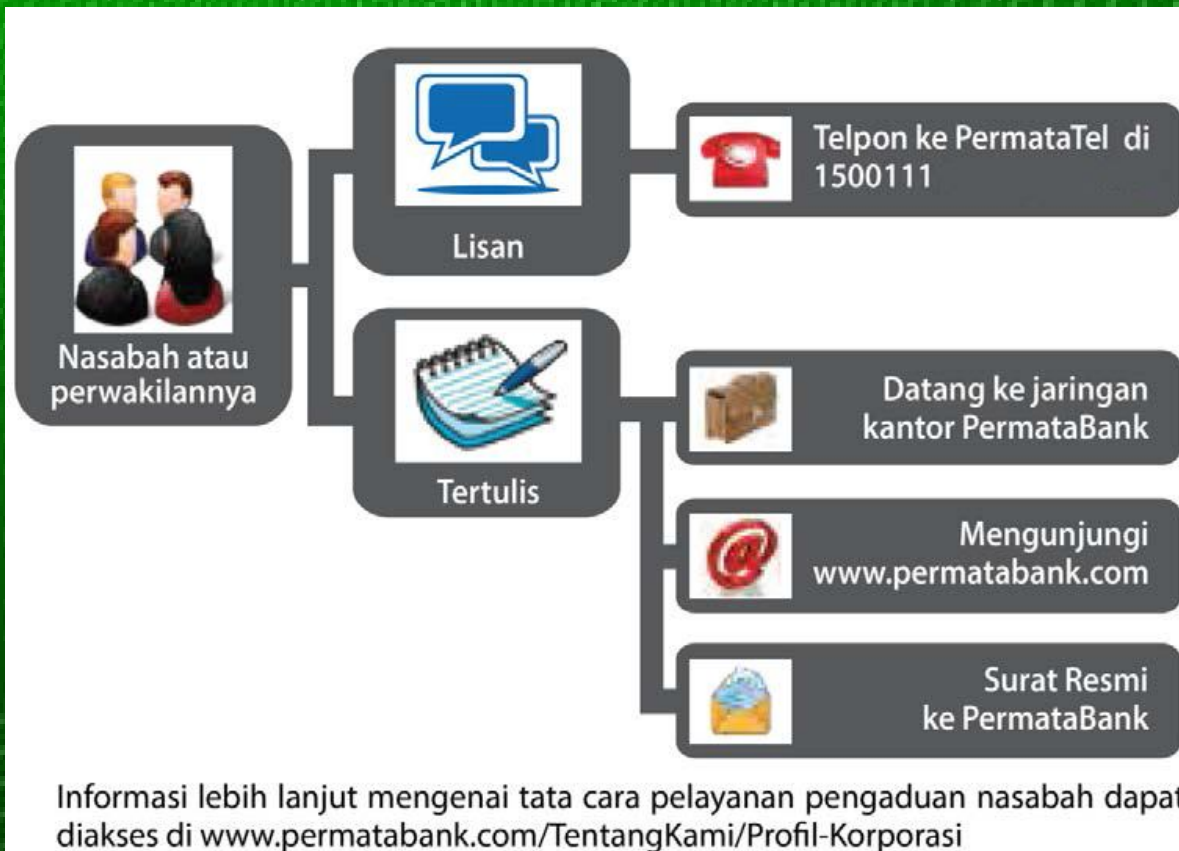 Nasabah atau
perwakilannya
Lisan
Telpon ke PermataTel di
1500111
Tertulis
Datang ke jaringan
kantor PermataBank
Mengunjungi
www.permatabank.com
Surat Resmi
ke PermataBank
Informasi lebih lanjut mengenai tata cara pelayanan pengaduan nasabah dapat
diakses di www.permatabank.com/TentangKami/Profil-Korporasi